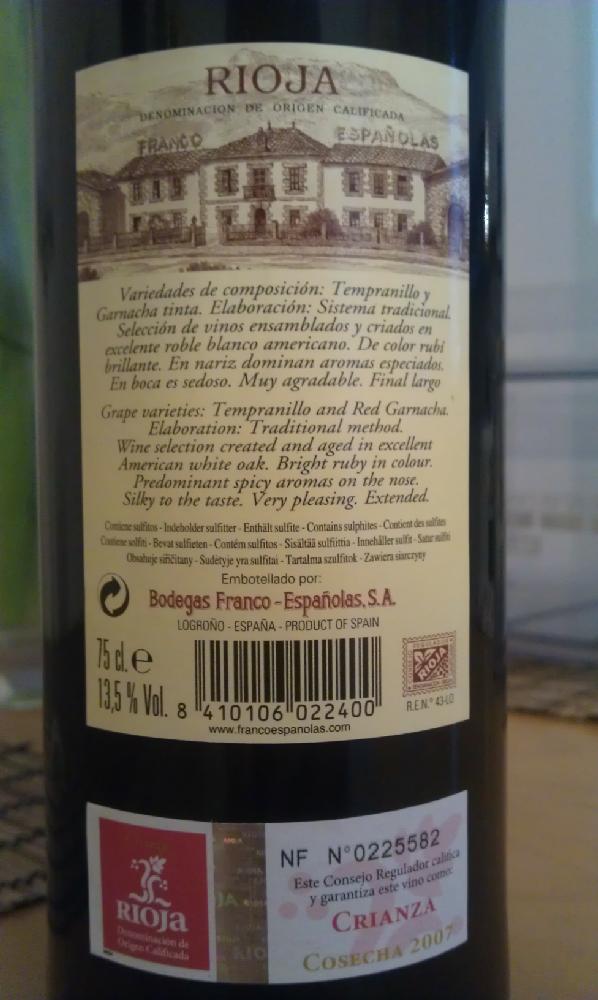 RIOJA
DENOMINACION DE ORIGEN CALIFICADA
FRANCO ESPAÑOLAS
Variedades de composición: Tempranillo y
Garnacha tinta. Elaboración: Sistema tradicional.
Selección de vinos ensamblados y criados en
excelente roble blanco americano. De color rubí
brillante. En nariz dominan aromas especiados.
En boca es sedoso. Muy agradable. Final largo
Grape varieties: Tempranillo and Red Garnacha.
Elaboration: Traditional method.
Wine selection created and aged in excellent
American white oak. Bright ruby in colour.
Predominant spicy aromas on the nose.
Silky to the taste. Very pleasing. Extended.
Contiene sulfitos - Indeholder sulfitter - Enthält sulfite - Contains sulphites - Contient des sulfites
Contiene solfiti - Bevat sulfieten - Contém sulfitos - Sisältää sulfiittia - Innehåller sulfit - Satur sulfīti
Obsahuje siřičitany - Sudėtyje yra sulfitai - Tartalma szulfitok - Zawiera siarczyny
Embotellado por:
Bodegas Franco-Españolas, S.A.
LOGROÑO - ESPAÑA - PRODUCT OF SPAIN
75 cl. e
13,5 % Vol.
8 410106 022400
RIOJA
R.E.N.º 43-LO
www.francoespanolas.com
RIOJA
Denominación de
Origen Calificada
NF N°0225582
Este Consejo Regulador califica
y garantiza este vino como:
CRIANZA
COSECHA 2007